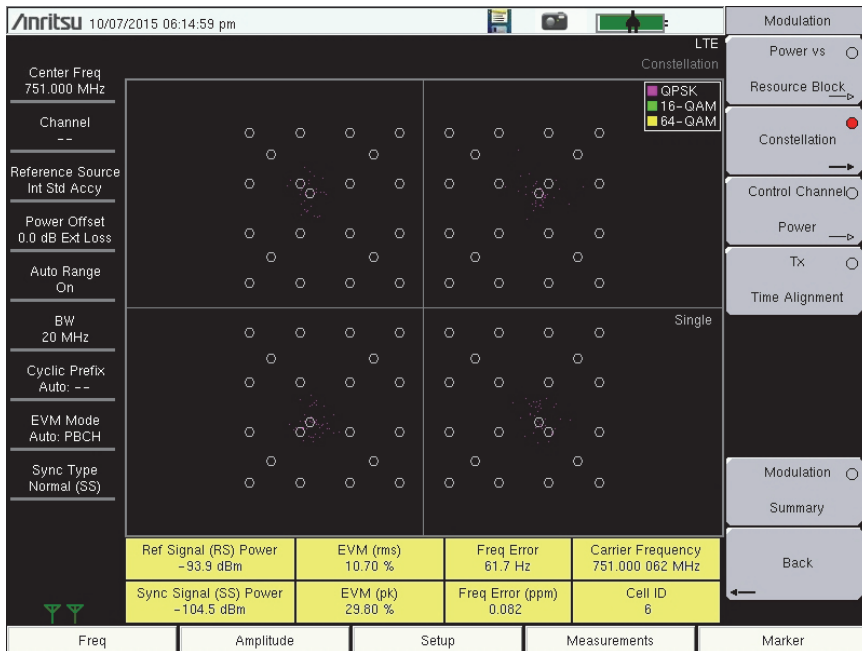 Anritsu 10/07/2015 06:14:59 pm
Modulation
Center Freq
751.000 MHz
Channel
--
Reference Source
Int Std Accy
Power Offset
0.0 dB Ext Loss
Auto Range
On
BW
20 MHz
Cyclic Prefix
Auto: --
EVM Mode
Auto: PBCH
Sync Type
Normal (SS)
LTE
Constellation
QPSK
16-QAM
64-QAM
Single
Power vs
Resource Block
Constellation
Control Channel
Power
Tx
Time Alignment
Modulation
Summary
Back
Ref Signal (RS) Power
-93.9 dBm
EVM (rms)
10.70 %
Freq Error
61.7 Hz
Carrier Frequency
751.000 062 MHz
Sync Signal (SS) Power
-104.5 dBm
EVM (pk)
29.80 %
Freq Error (ppm)
0.082
Cell ID
6
Freq
Amplitude
Setup
Measurements
Marker